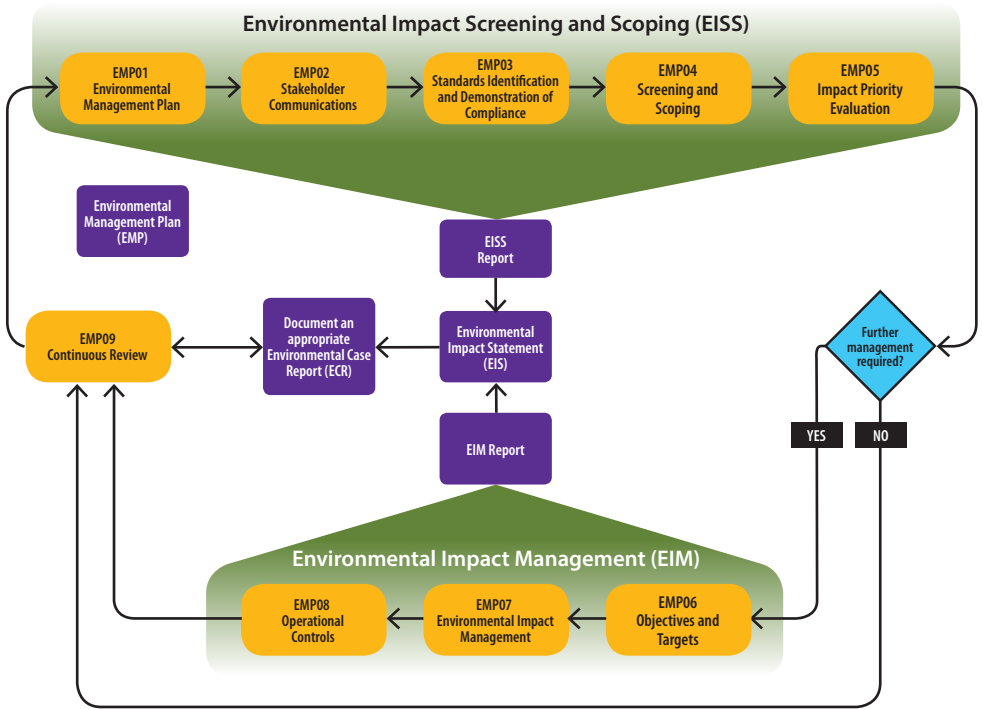 Environmental Impact Screening and Scoping (EISS)
EMP01
Environmental
Management Plan
EMP02
Stakeholder
Communications
EMP03
Standards Identification
and Demonstration of
Compliance
EMP04
Screening and
Scoping
EMP05
Impact Priority
Evaluation
Environmental
Management Plan
(EMP)
EISS
Report
EMP09
Continuous Review
Document an
appropriate
Environmental Case
Report (ECR)
Environmental
Impact Statement
(EIS)
Further
management
required?
YES
NO
EIM Report
Environmental Impact Management (EIM)
EMP08
Operational
Controls
EMP07
Environmental Impact
Management
EMP06
Objectives and
Targets